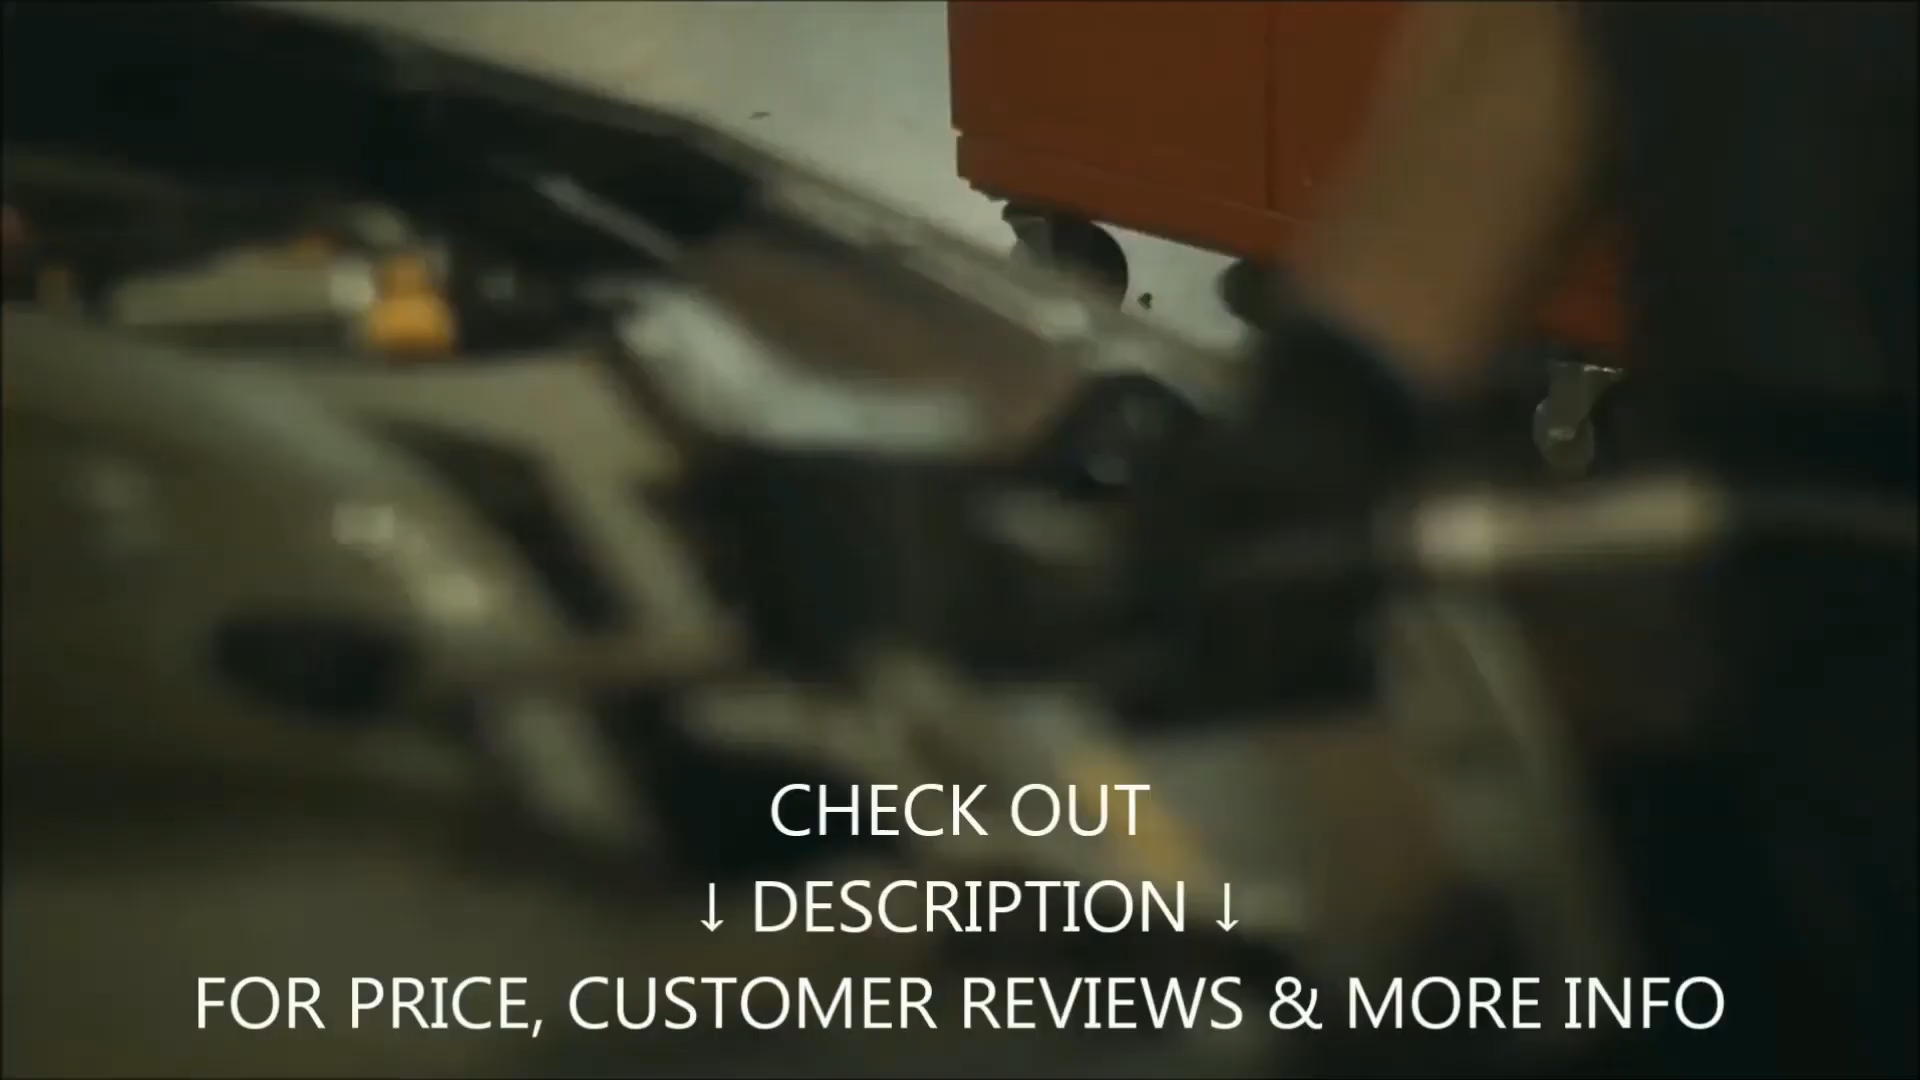 CHECK OUT
↓ DESCRIPTION ↓
FOR PRICE, CUSTOMER REVIEWS & MORE INFO